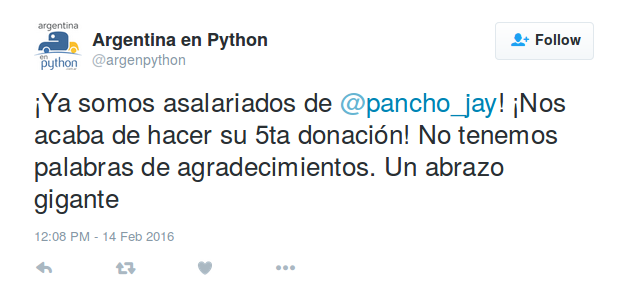 argentina
en
python
Argentina en Python
@argenpython
Follow
¡Ya somos asalariados de @pancho_jay! ¡Nos
acaba de hacer su 5ta donación! No tenemos
palabras de agradecimientos. Un abrazo
gigante
12:08 PM - 14 Feb 2016